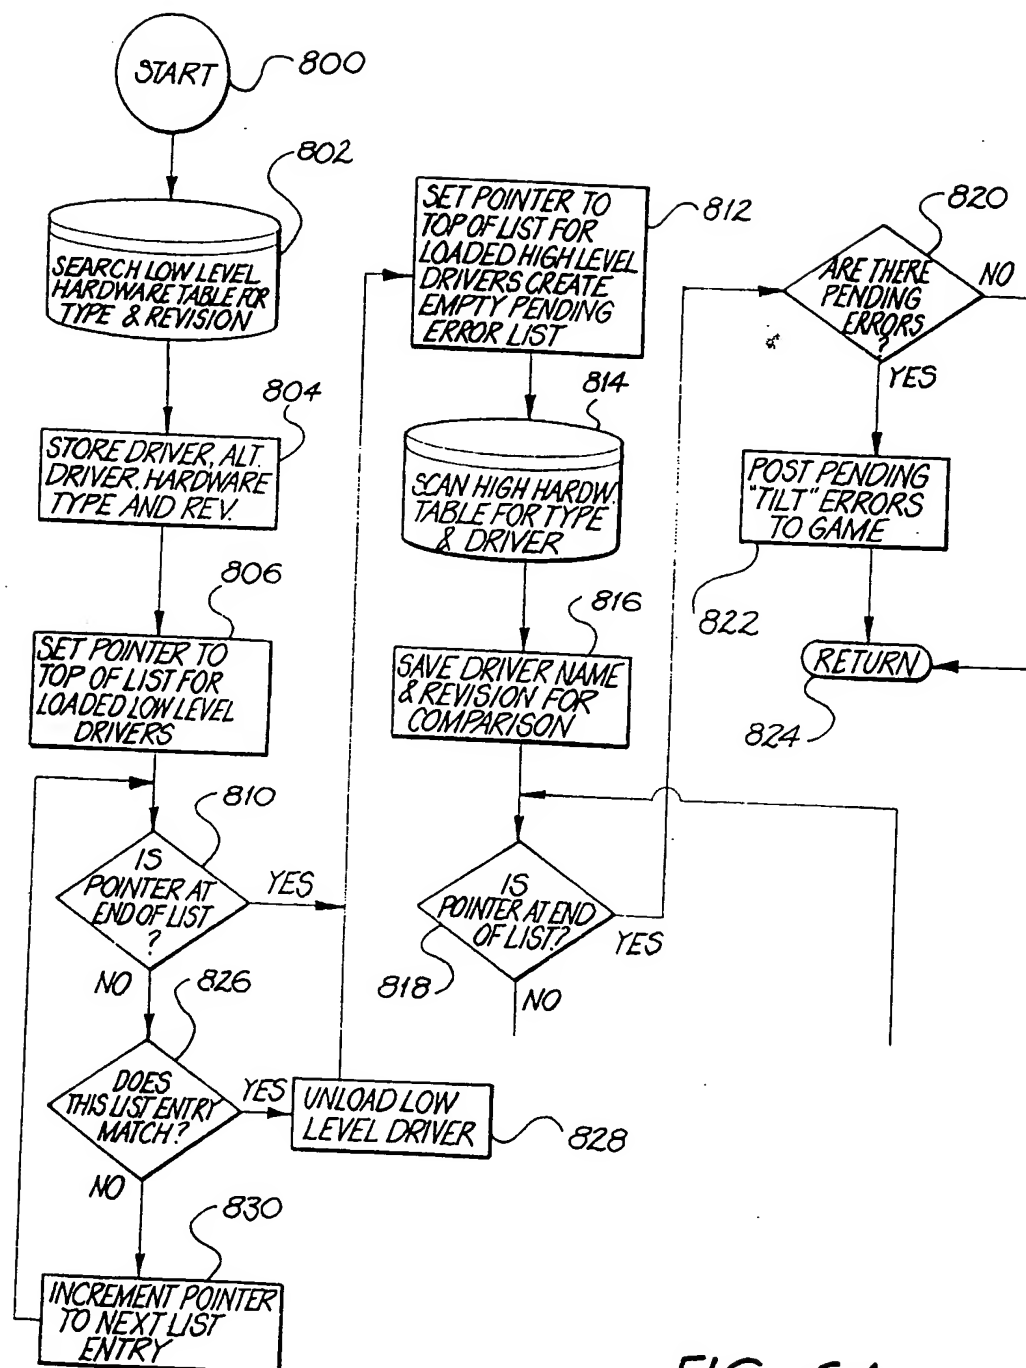 START
800
802
SEARCH LOW LEVEL
HARDWARE TABLE FOR
TYPE & REVISION
804
STORE DRIVER, ALT.
DRIVER, HARDWARE
TYPE AND REV.
806
SET POINTER TO
TOP OF LIST FOR
LOADED LOW LEVEL
DRIVERS
810
IS
POINTER AT
END OF LIST
?
YES
NO
826
DOES
THIS LIST ENTRY
MATCH?
YES
NO
UNLOAD LOW
LEVEL DRIVER
828
830
INCREMENT POINTER
TO NEXT LIST
ENTRY
SET POINTER TO
TOP OF LIST FOR
LOADED HIGH LEVEL
DRIVERS CREATE
EMPTY PENDING
ERROR LIST
812
814
SCAN HIGH HARDW.
TABLE FOR TYPE
& DRIVER
816
SAVE DRIVER NAME
& REVISION FOR
COMPARISON
IS
POINTER AT END
OF LIST?
818
YES
NO
820
ARE THERE
PENDING
ERRORS
?
NO
YES
POST PENDING
"TILT" ERRORS
TO GAME
822
RETURN
824